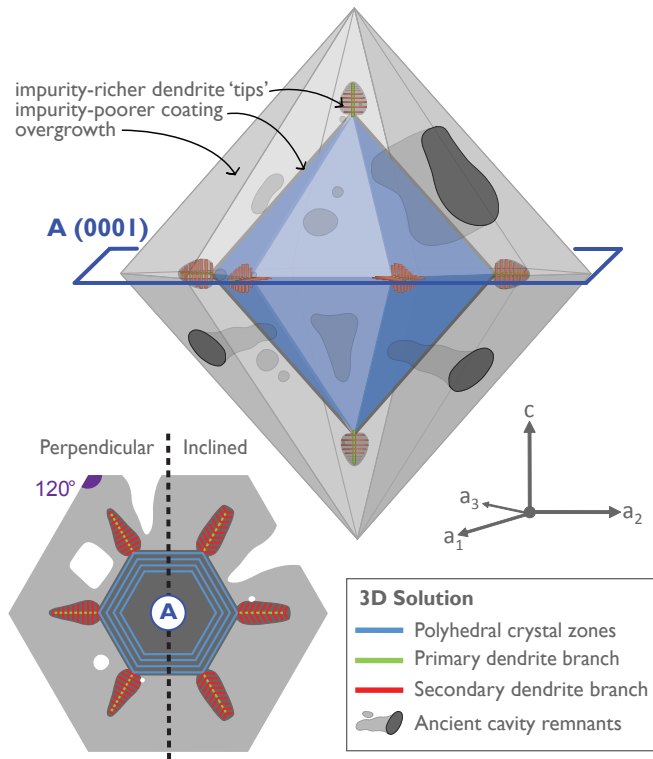 impurity-richer dendrite ‘tips’
impurity-poorer coating
overgrowth
A (0001)
Perpendicular
Inclined
120°
A
c
a3
a2
a1
3D Solution
Polyhedral crystal zones
Primary dendrite branch
Secondary dendrite branch
Ancient cavity remnants